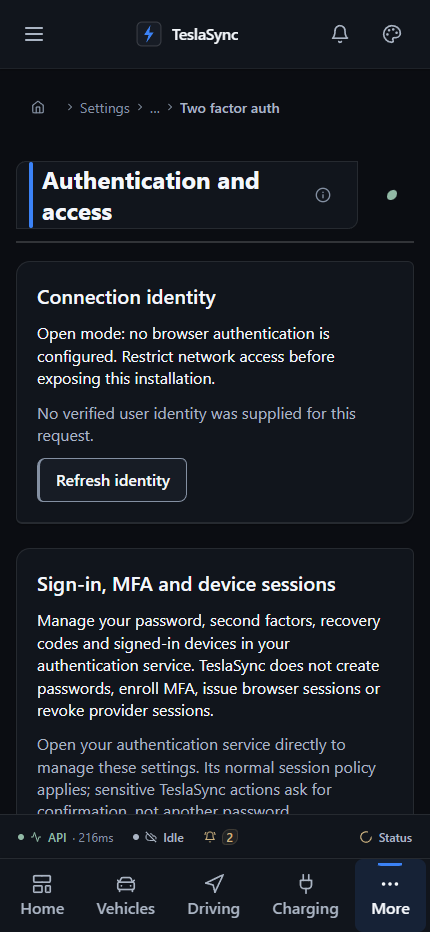 TeslaSync
Settings
...
Two factor auth
Authentication and
access
Connection identity
Open mode: no browser authentication is
configured. Restrict network access before
exposing this installation.
No verified user identity was supplied for this
request.
Refresh identity
Sign-in, MFA and device sessions
Manage your password, second factors, recovery
codes and signed-in devices in your
authentication service. TeslaSync does not create
passwords, enroll MFA, issue browser sessions or
revoke provider sessions.
Open your authentication service directly to
manage these settings. Its normal session policy
applies; sensitive TeslaSync actions ask for
confirmation, not another password.
API · 216ms
Idle
2
Status
Home
Vehicles
Driving
Charging
More